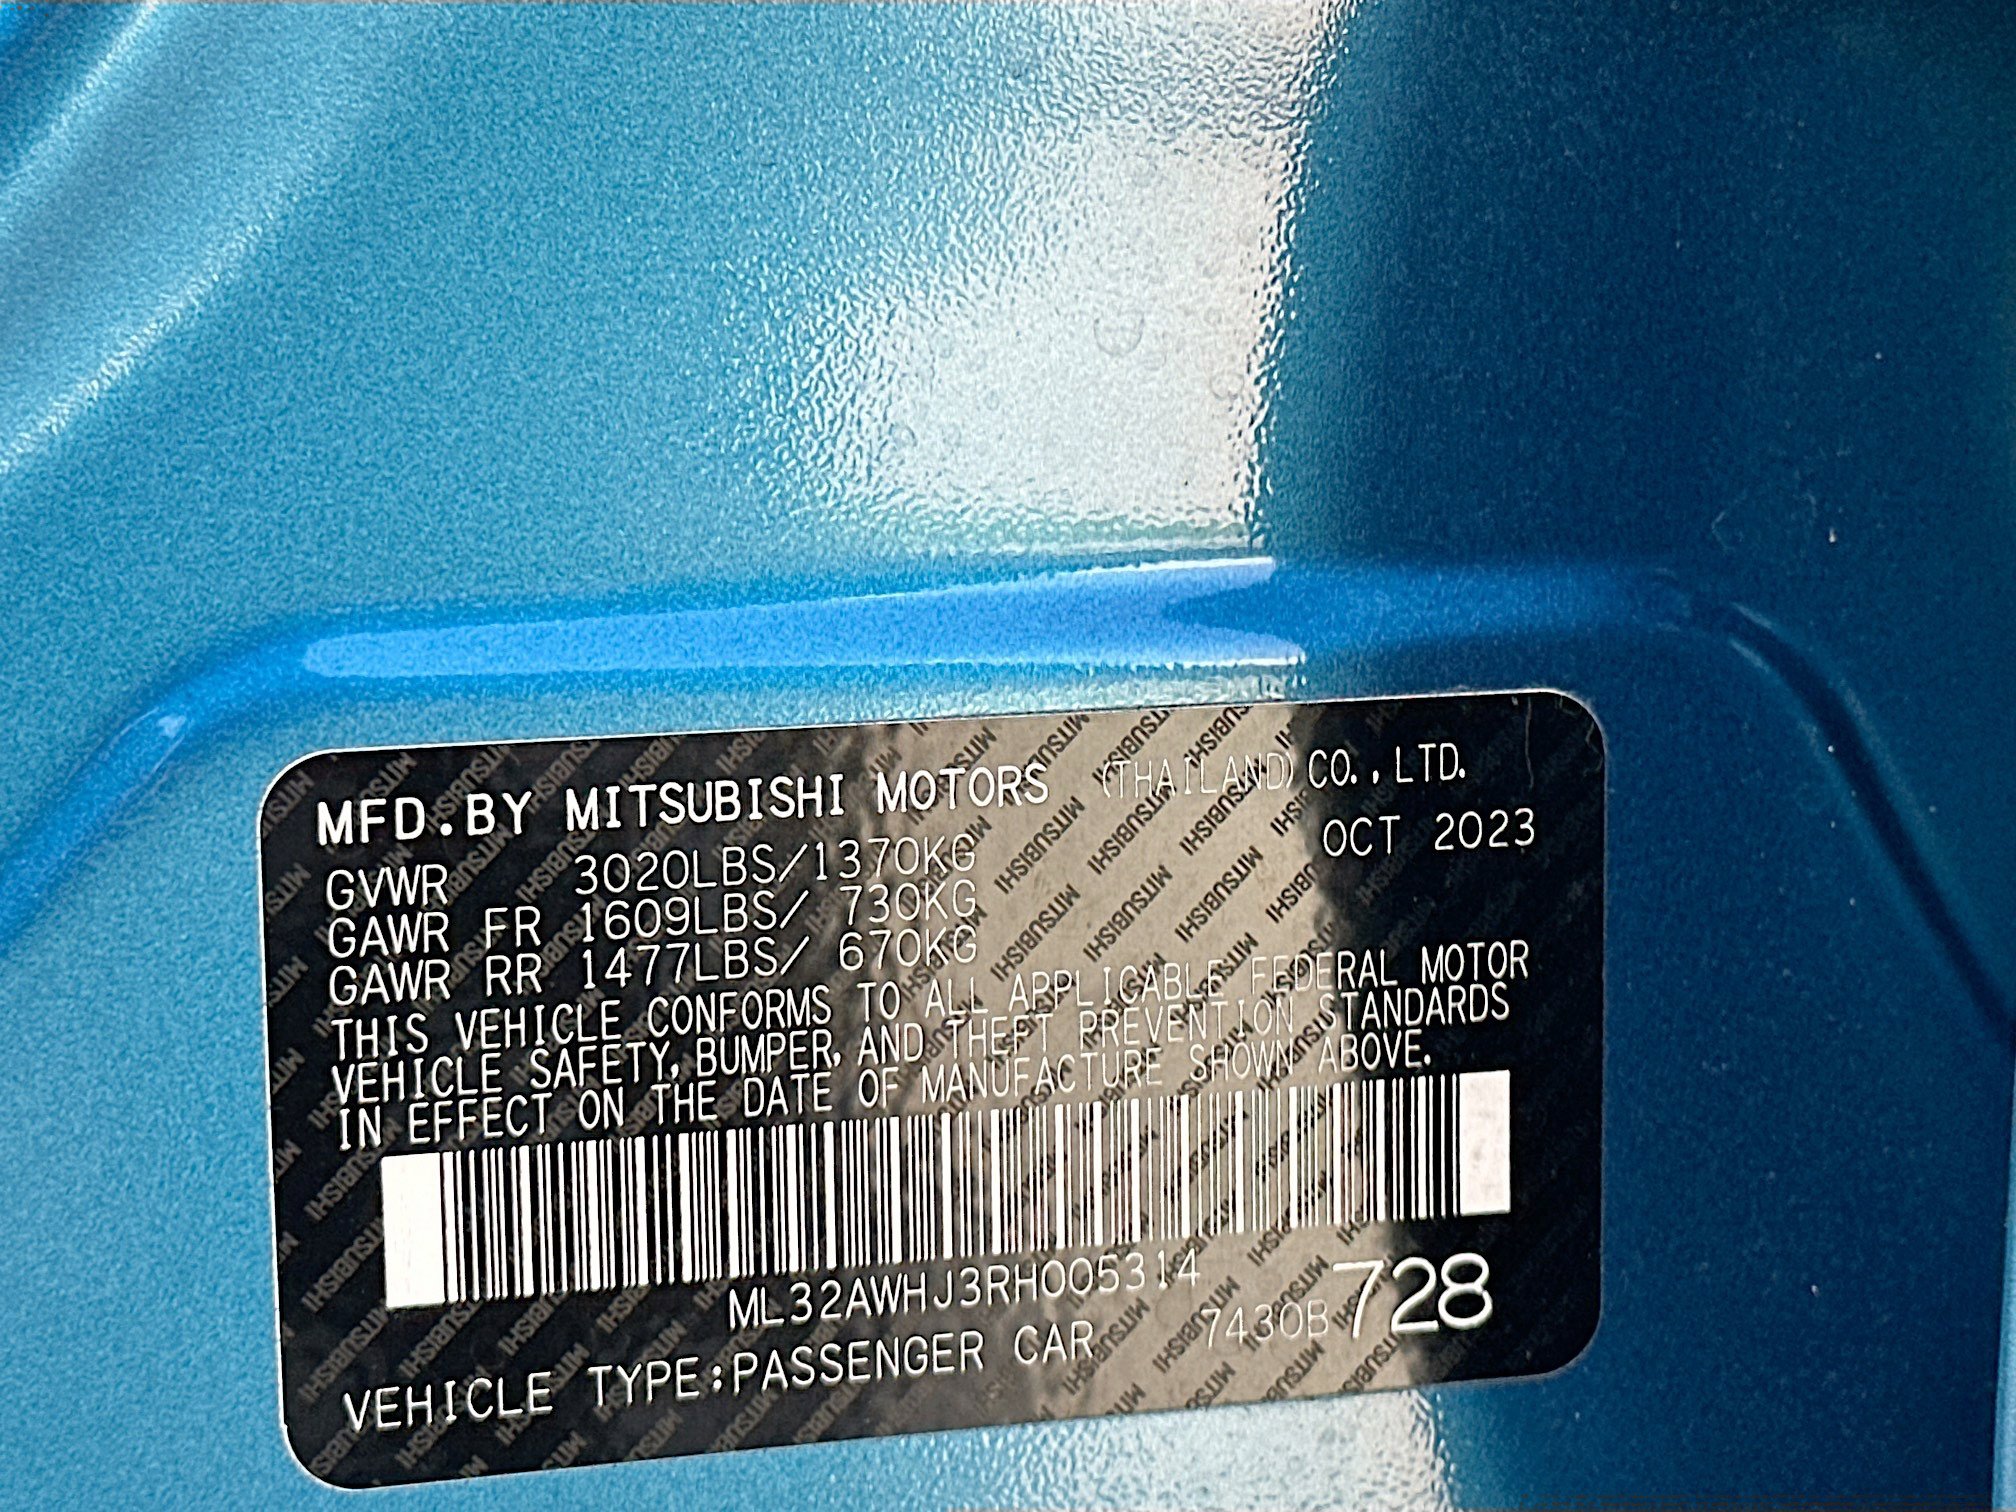 MFD.BY MITSUBISHI MOTORS (THAILAND) CO.,LTD.
OCT 2023
GVWR 3020LBS/1370KG
GAWR FR 1609LBS/ 730KG
GAWR RR 1477LBS/ 670KG
THIS VEHICLE CONFORMS TO ALL APPLICABLE FEDERAL MOTOR
VEHICLE SAFETY, BUMPER, AND THEFT PREVENTION STANDARDS
IN EFFECT ON THE DATE OF MANUFACTURE SHOWN ABOVE.
ML32AWHJ3RH005314
VEHICLE TYPE:PASSENGER CAR 7430B728